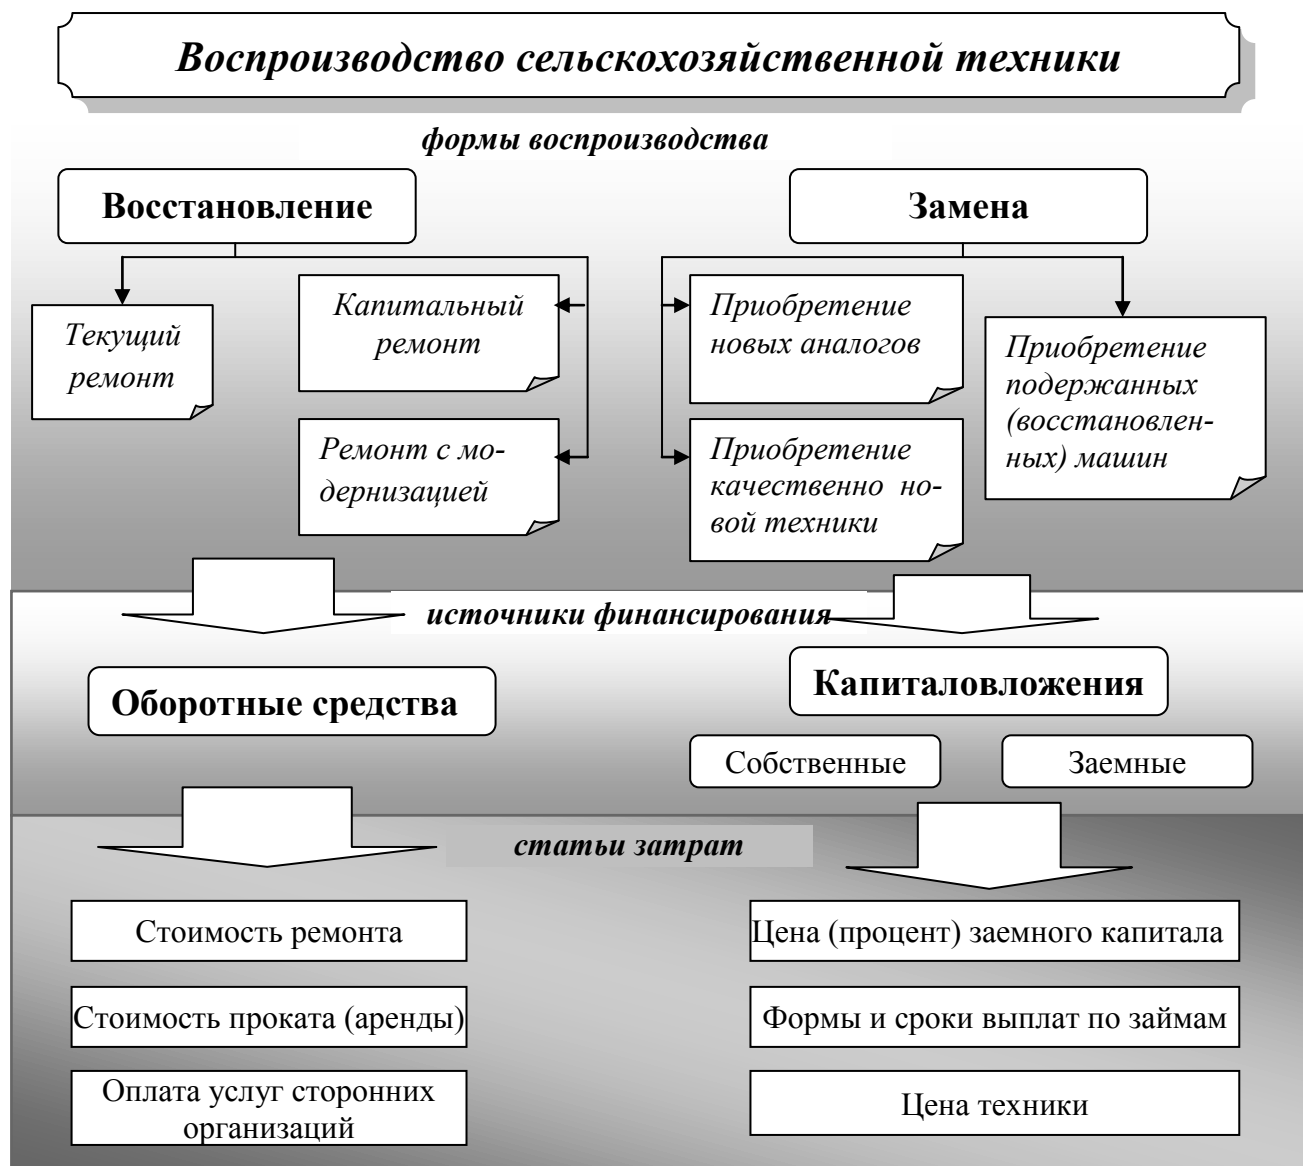 Воспроизводство сельскохозяйственной техники
формы воспроизводства
Восстановление
Замена
Текущий
ремонт
Капитальный
ремонт
Ремонт с мо-
дернизацией
Приобретение
новых аналогов
Приобретение
качественно но-
вой техники
Приобретение
подержанных
(восстановлен-
ных) машин
источники финансирования
Оборотные средства
Капиталовложения
Собственные
Заемные
статьи затрат
Стоимость ремонта
Стоимость проката (аренды)
Оплата услуг сторонних
организаций
Цена (процент) заемного капитала
Формы и сроки выплат по займам
Цена техники